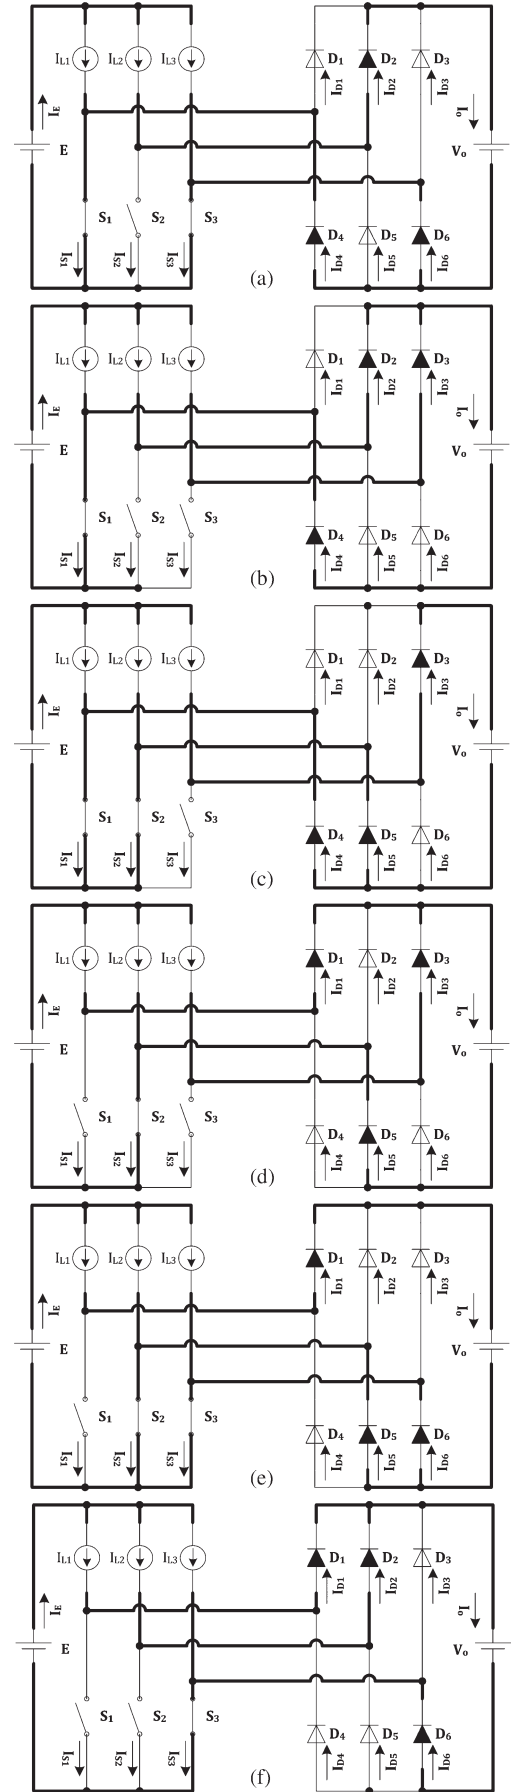 I_L1 I_L2 I_L3 D1 D2 D3
I_D1 I_D2 I_D3
I_E E I_o V_o
S1 S2 S3 D4 D5 D6
I_S1 I_S2 I_S3 I_D4 I_D5 I_D6
(a)
I_L1 I_L2 I_L3 D1 D2 D3
I_D1 I_D2 I_D3
I_E E I_o V_o
S1 S2 S3 D4 D5 D6
I_S1 I_S2 I_S3 I_D4 I_D5 I_D6
(b)
I_L1 I_L2 I_L3 D1 D2 D3
I_D1 I_D2 I_D3
I_E E I_o V_o
S1 S2 S3 D4 D5 D6
I_S1 I_S2 I_S3 I_D4 I_D5 I_D6
(c)
I_L1 I_L2 I_L3 D1 D2 D3
I_D1 I_D2 I_D3
I_E E I_o V_o
S1 S2 S3 D4 D5 D6
I_S1 I_S2 I_S3 I_D4 I_D5 I_D6
(d)
I_L1 I_L2 I_L3 D1 D2 D3
I_D1 I_D2 I_D3
I_E E I_o V_o
S1 S2 S3 D4 D5 D6
I_S1 I_S2 I_S3 I_D4 I_D5 I_D6
(e)
I_L1 I_L2 I_L3 D1 D2 D3
I_D1 I_D2 I_D3
I_E E I_o V_o
S1 S2 S3 D4 D5 D6
I_S1 I_S2 I_S3 I_D4 I_D5 I_D6
(f)